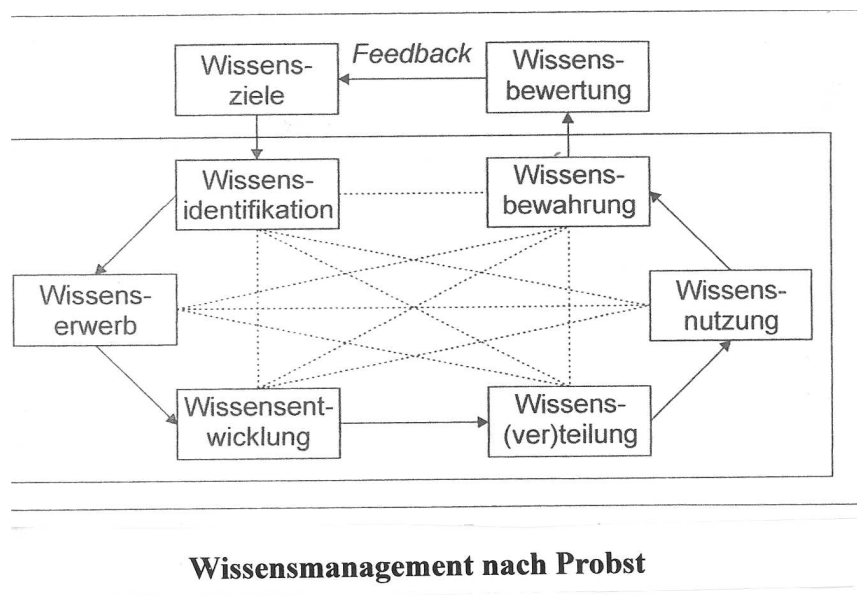 Wissens-
ziele
Feedback
Wissens-
bewertung
Wissens-
identifikation
Wissens-
bewahrung
Wissens-
erwerb
Wissens-
nutzung
Wissensent-
wicklung
Wissens-
(ver)teilung
Wissensmanagement nach Probst